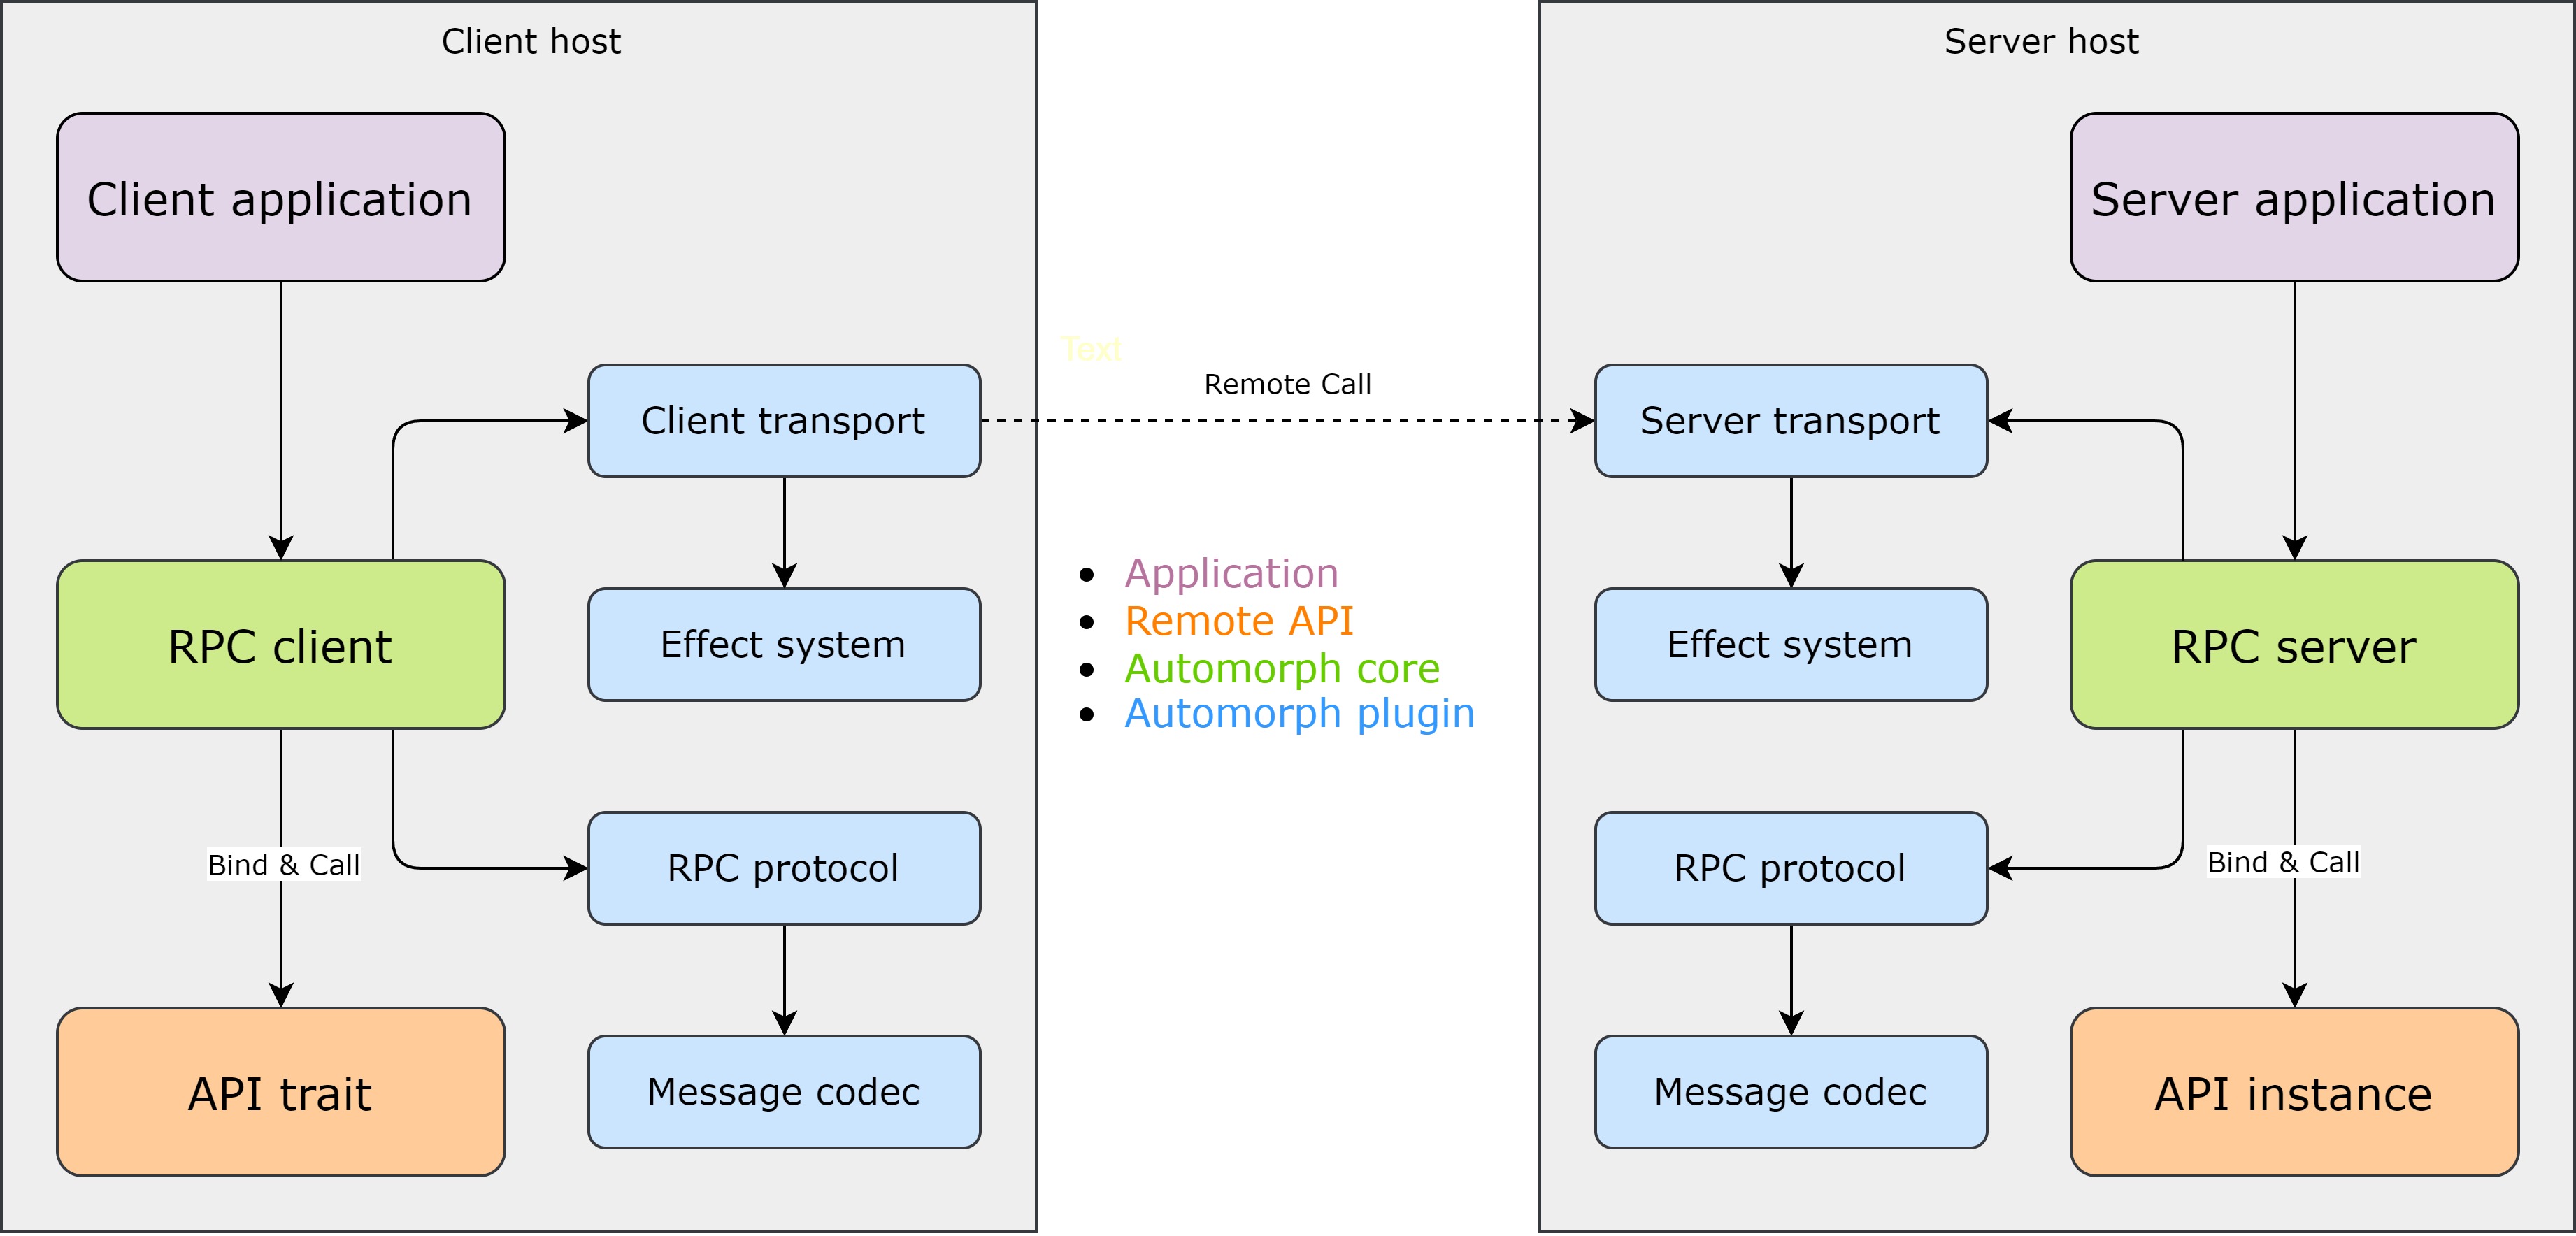 Client host
Client application
Client transport
RPC client
Effect system
Bind & Call
RPC protocol
API trait
Message codec
Text
Remote Call
Application
Remote API
Automorph core
Automorph plugin
Server host
Server application
Server transport
Effect system
RPC server
RPC protocol
Bind & Call
Message codec
API instance